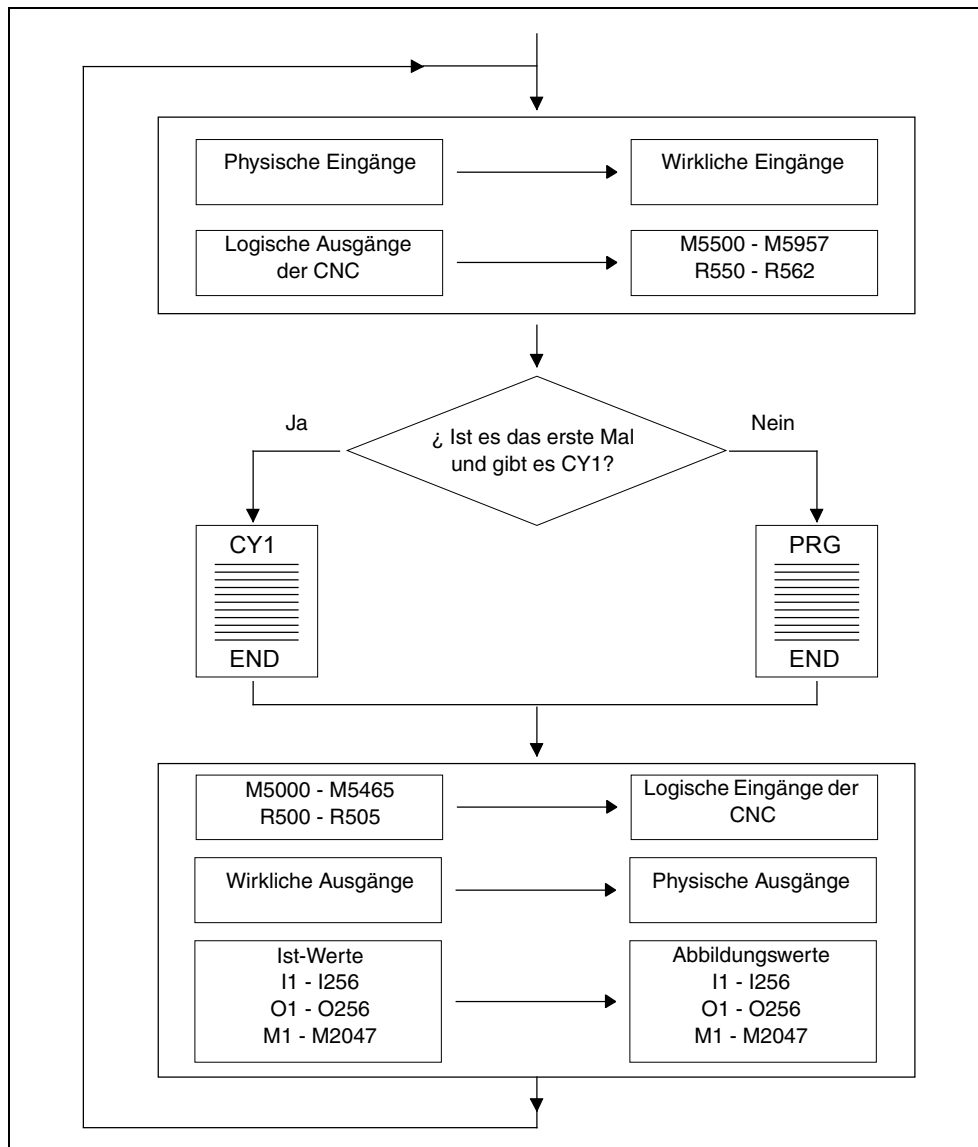 Physische Eingänge
Wirkliche Eingänge
Logische Ausgänge
der CNC
M5500 - M5957
R550 - R562
Ja
Nein
¿ Ist es das erste Mal
und gibt es CY1?
CY1
END
PRG
END
M5000 - M5465
R500 - R505
Logische Eingänge der
CNC
Wirkliche Ausgänge
Physische Ausgänge
Ist-Werte
I1 - I256
O1 - O256
M1 - M2047
Abbildungswerte
I1 - I256
O1 - O256
M1 - M2047